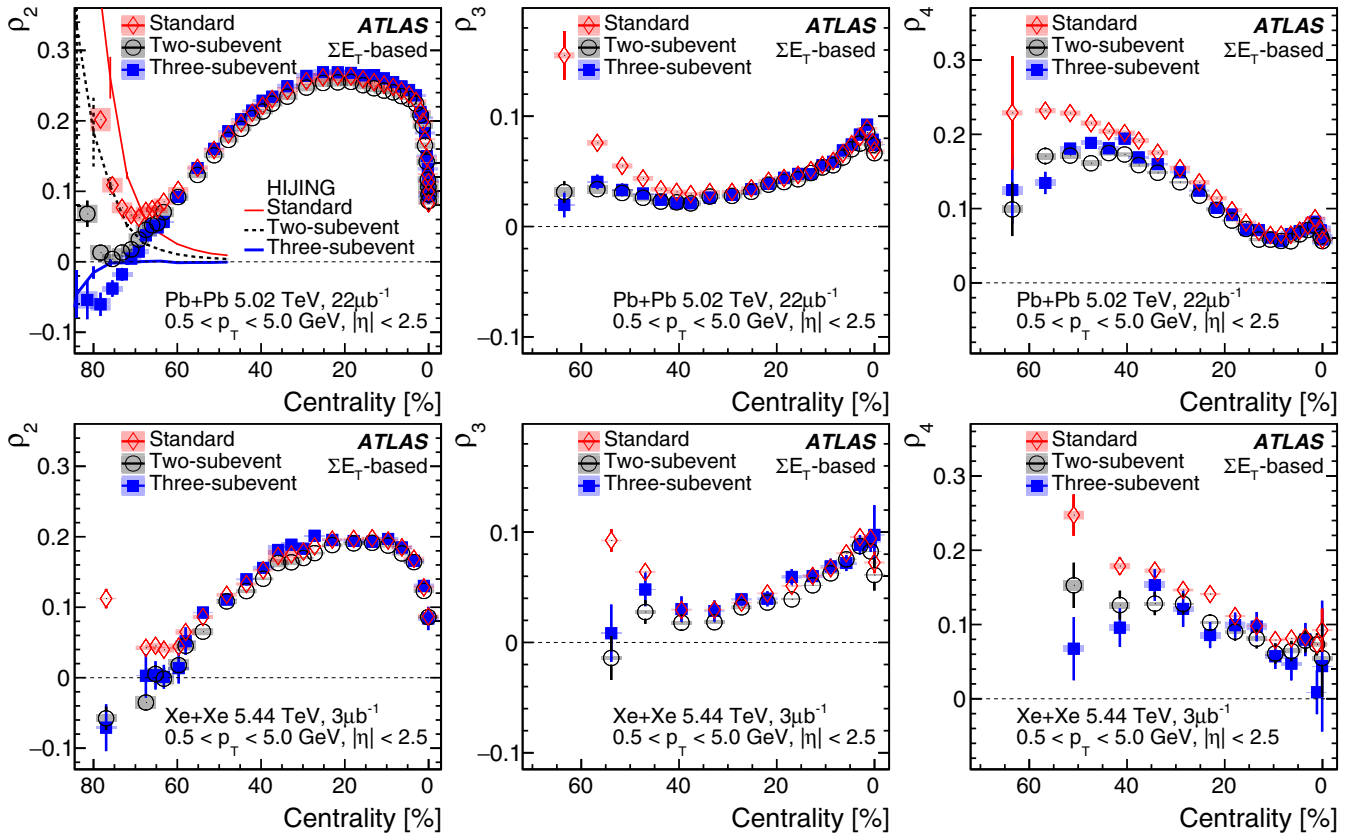 ρ2
ATLAS
Standard
ΣET-based
Two-subevent
Three-subevent
HIJING
Standard
Two-subevent
Three-subevent
Pb+Pb 5.02 TeV, 22μb-1
0.5 < pT < 5.0 GeV, |η| < 2.5
0.3
0.2
0.1
0
−0.1
80 60 40 20 0
Centrality [%]
ρ3
ATLAS
Standard
ΣET-based
Two-subevent
Three-subevent
Pb+Pb 5.02 TeV, 22μb-1
0.5 < pT < 5.0 GeV, |η| < 2.5
0.1
0
−0.1
60 40 20 0
Centrality [%]
ρ4
ATLAS
Standard
ΣET-based
Two-subevent
Three-subevent
Pb+Pb 5.02 TeV, 22μb-1
0.5 < pT < 5.0 GeV, |η| < 2.5
0.3
0.2
0.1
0
60 40 20 0
Centrality [%]
ρ2
ATLAS
Standard
ΣET-based
Two-subevent
Three-subevent
Xe+Xe 5.44 TeV, 3μb-1
0.5 < pT < 5.0 GeV, |η| < 2.5
0.3
0.2
0.1
0
−0.1
80 60 40 20 0
Centrality [%]
ρ3
ATLAS
Standard
ΣET-based
Two-subevent
Three-subevent
Xe+Xe 5.44 TeV, 3μb-1
0.5 < pT < 5.0 GeV, |η| < 2.5
0.1
0
−0.1
60 40 20 0
Centrality [%]
ρ4
ATLAS
Standard
ΣET-based
Two-subevent
Three-subevent
Xe+Xe 5.44 TeV, 3μb-1
0.5 < pT < 5.0 GeV, |η| < 2.5
0.3
0.2
0.1
0
60 40 20 0
Centrality [%]